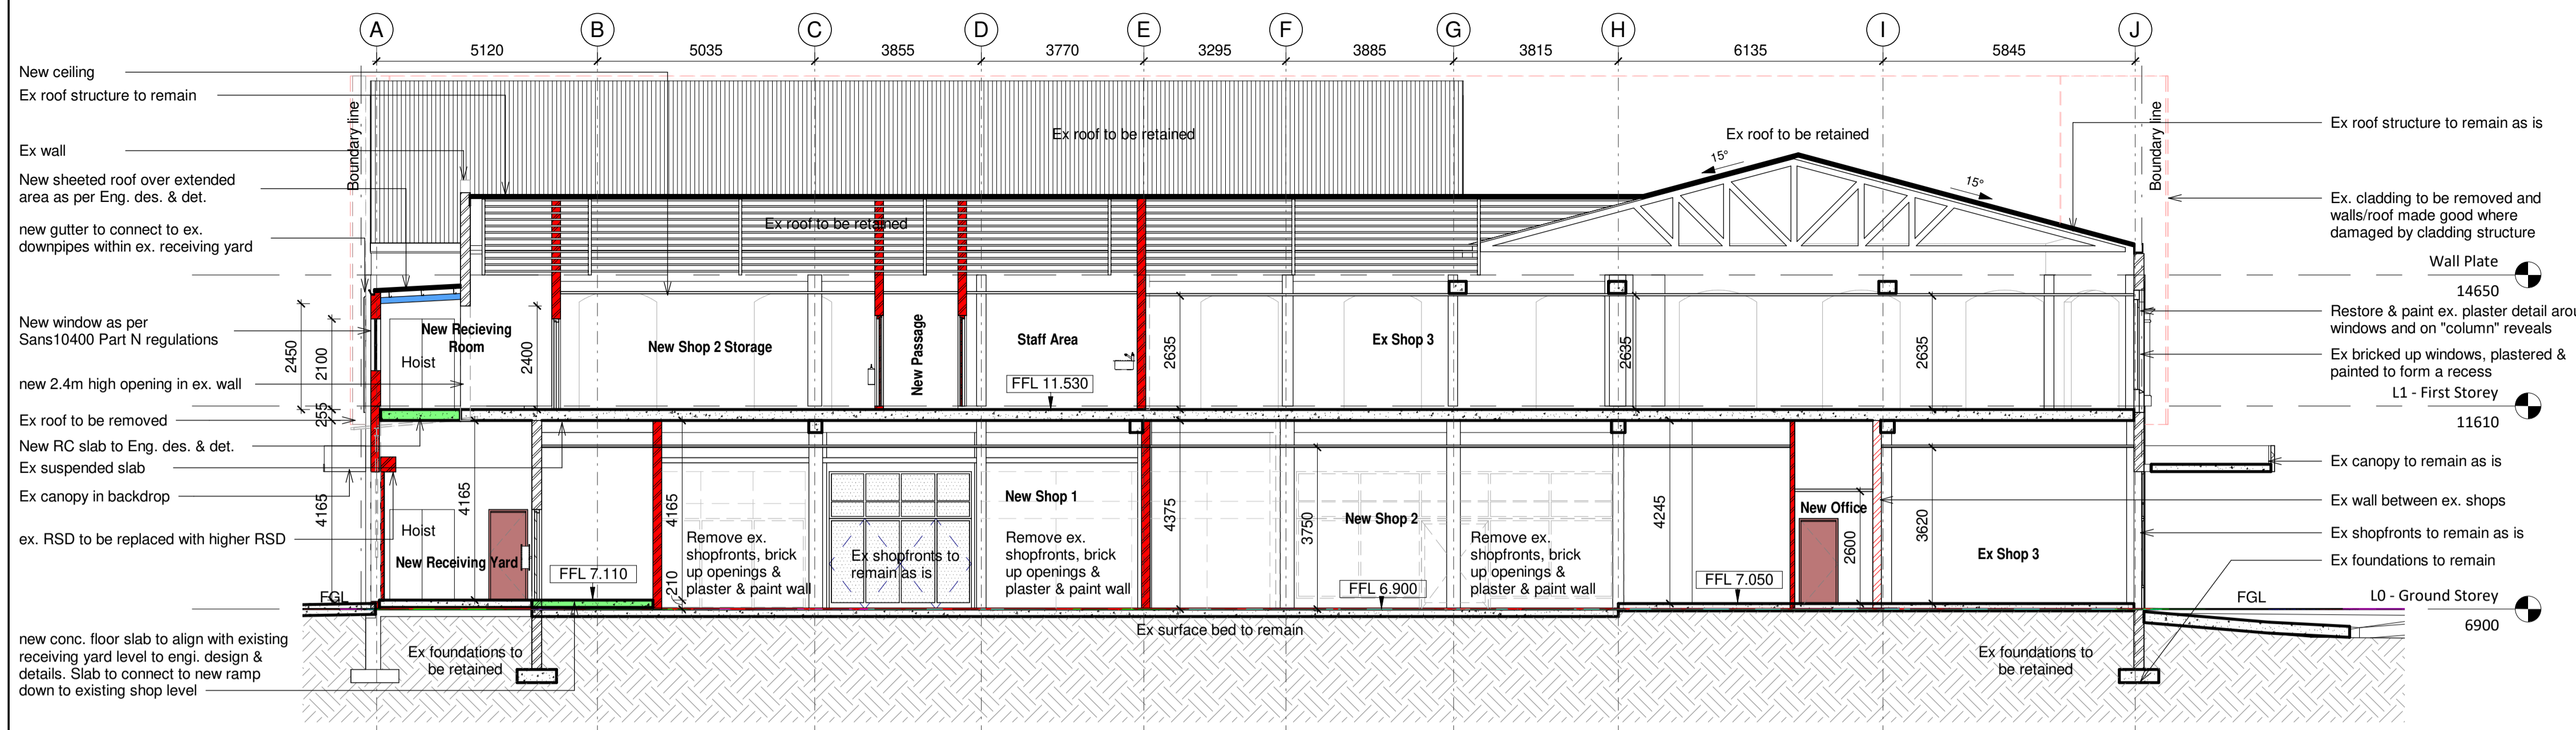 A
B
C
D
E
F
G
H
I
J
5120
5035
3855
3770
3295
3885
3815
6135
5845
New ceiling
Ex roof structure to remain
Ex wall
New sheeted roof over extended
area as per Eng. des. & det.
new gutter to connect to ex.
downpipes within ex. receiving yard
New window as per
Sans10400 Part N regulations
new 2.4m high opening in ex. wall
Ex roof to be removed
New RC slab to Eng. des. & det.
Ex suspended slab
Ex canopy in backdrop
ex. RSD to be replaced with higher RSD
new conc. floor slab to align with existing
receiving yard level to engi. design &
details. Slab to connect to new ramp
down to existing shop level
Boundary line
Ex roof to be retained
Ex roof to be retained
15°
15°
Ex roof to be retained
2450
2100
255
4165
FGL
New Recieving
Room
Hoist
2400
New Shop 2 Storage
New Passage
Staff Area
FFL 11.530
2635
Ex Shop 3
2635
2635
4165
Hoist
New Receiving Yard
FFL 7.110
4165
210
Remove ex.
shopfronts, brick
up openings &
plaster & paint wall
Ex shopfronts to
remain as is
New Shop 1
Remove ex.
shopfronts, brick
up openings &
plaster & paint wall
4375
3750
New Shop 2
FFL 6.900
Remove ex.
shopfronts, brick
up openings &
plaster & paint wall
4245
FFL 7.050
New Office
2600
3620
Ex Shop 3
Ex surface bed to remain
Ex foundations to
be retained
Ex foundations to
be retained
Boundary line
Ex roof structure to remain as is
Ex. cladding to be removed and
walls/roof made good where
damaged by cladding structure
Wall Plate
14650
Restore & paint ex. plaster detail arou
windows and on "column" reveals
Ex bricked up windows, plastered &
painted to form a recess
L1 - First Storey
11610
Ex canopy to remain as is
Ex wall between ex. shops
Ex shopfronts to remain as is
Ex foundations to remain
FGL
L0 - Ground Storey
6900